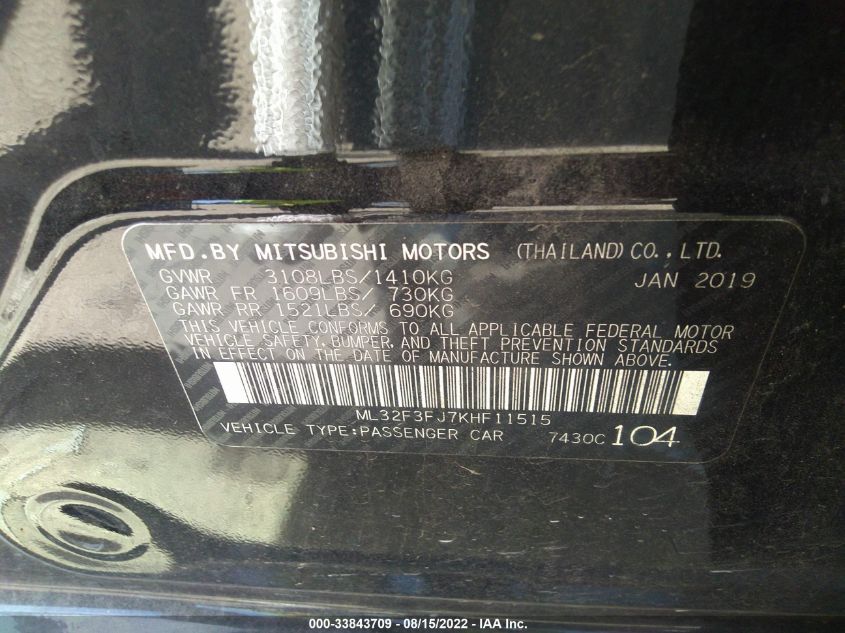 MFD.BY MITSUBISHI MOTORS (THAILAND) CO., LTD.
GVWR 3108LBS/1410KG JAN 2019
GAWR FR 1609LBS/ 730KG
GAWR RR 1521LBS/ 690KG
THIS VEHICLE CONFORMS TO ALL APPLICABLE FEDERAL MOTOR
VEHICLE SAFETY, BUMPER, AND THEFT PREVENTION STANDARDS
IN EFFECT ON THE DATE OF MANUFACTURE SHOWN ABOVE.
ML32F3FJ7KHF11515
VEHICLE TYPE:PASSENGER CAR 7430C 104
000-33843709 - 08/15/2022 - IAA Inc.